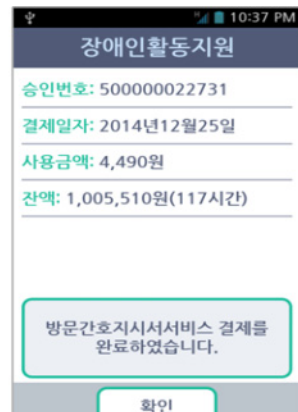 10:37 PM
장애인활동지원
승인번호: 500000022731
결제일자: 2014년12월25일
사용금액: 4,490원
잔액: 1,005,510원(117시간)
방문간호지시서서비스 결제를
완료하였습니다.
확인